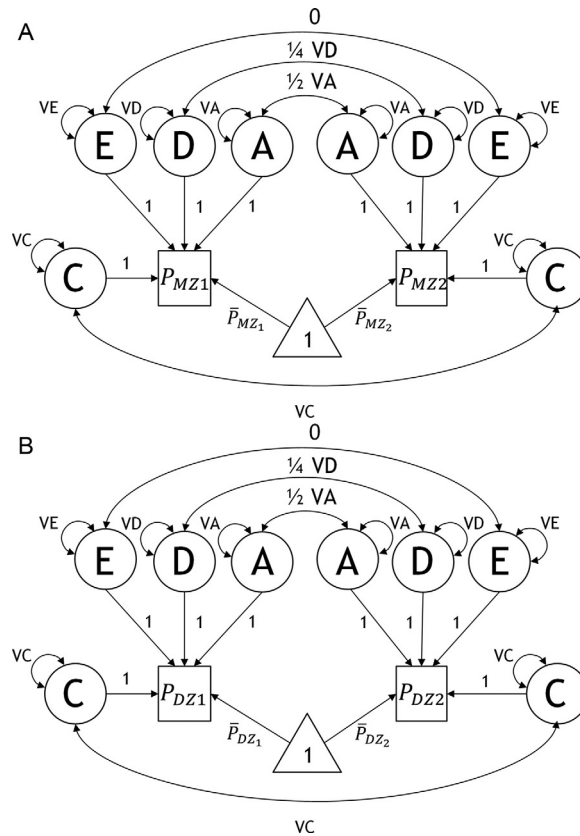 A
0
¼ VD
½ VA
VE VD VA VA VD VE
E D A A D E
1 1 1 1 1 1
VC VC
C 1 P_MZ1 P_MZ2 1 C
P̅_MZ₁ P̅_MZ₂
1
VC
B
0
¼ VD
½ VA
VE VD VA VA VD VE
E D A A D E
1 1 1 1 1 1
VC VC
C 1 P_DZ1 P_DZ2 1 C
P̅_DZ₁ P̅_DZ₂
1
VC